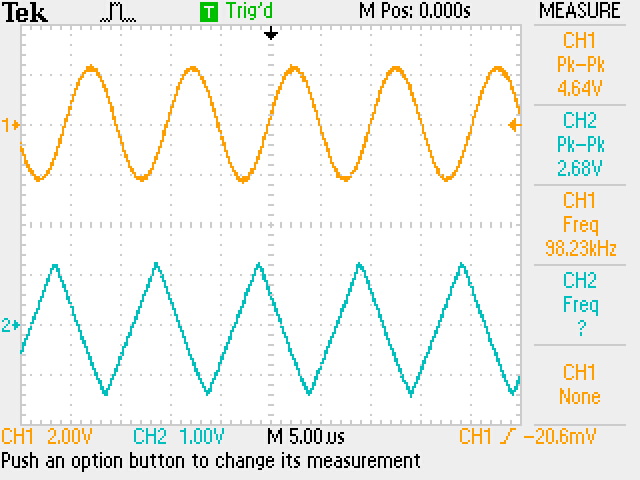 Tek T Trig'd M Pos: 0.000s MEASURE
CH1
Pk-Pk
4.64V
CH2
Pk-Pk
2.68V
CH1
Freq
98.23kHz
CH2
Freq
?
CH1
None
1
2
CH1 2.00V CH2 1.00V M 5.00us CH1 -20.6mV
Push an option button to change its measurement